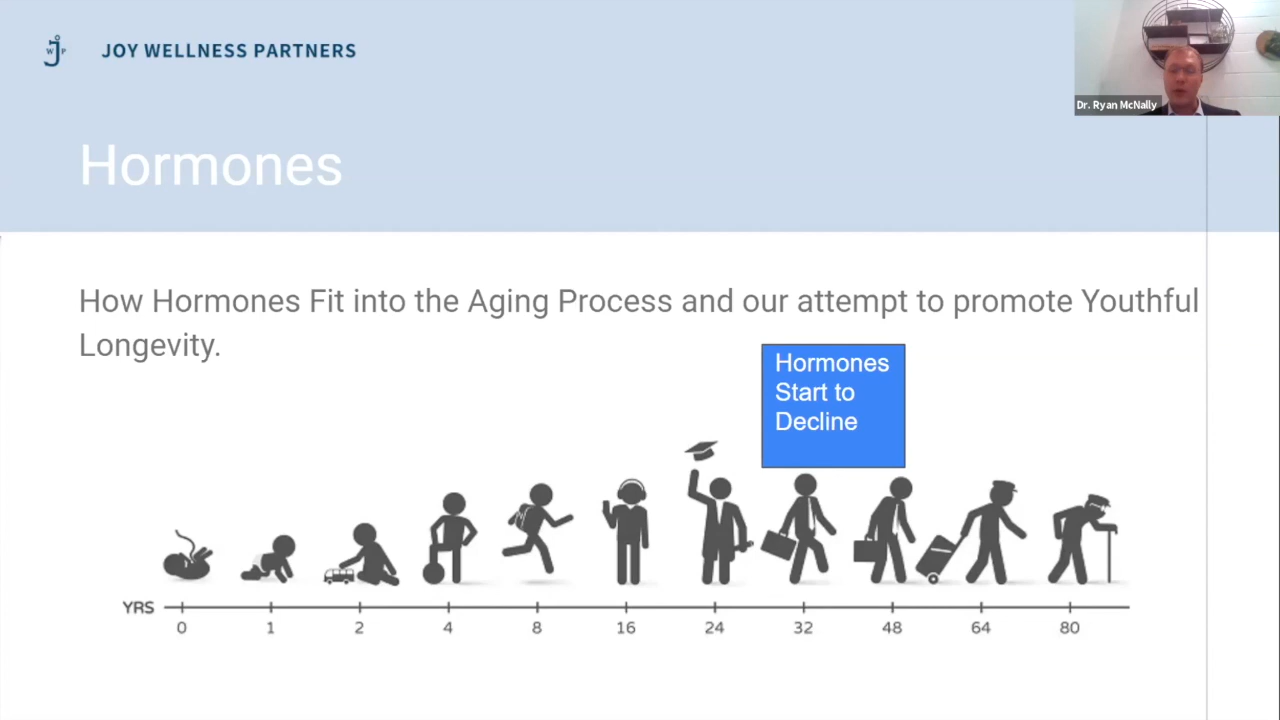 JOY WELLNESS PARTNERS
W P
Dr. Ryan McNally
Hormones
How Hormones Fit into the Aging Process and our attempt to promote Youthful
Longevity.
Hormones
Start to
Decline
YRS
0 1 2 4 8 16 24 32 48 64 80